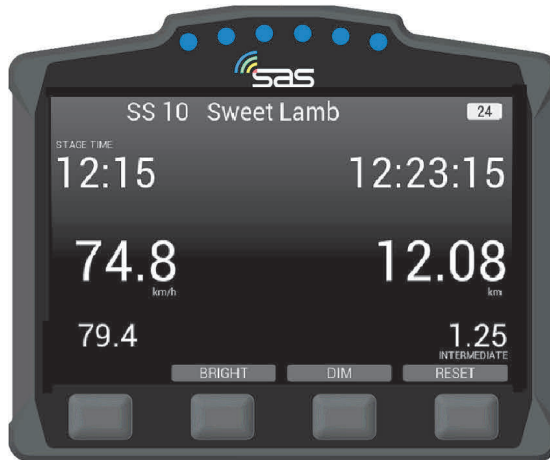 sas
SS 10 Sweet Lamb 24
STAGE TIME
12:15 12:23:15
74.8 12.08
km/h km
79.4 1.25
INTERMEDIATE
BRIGHT DIM RESET